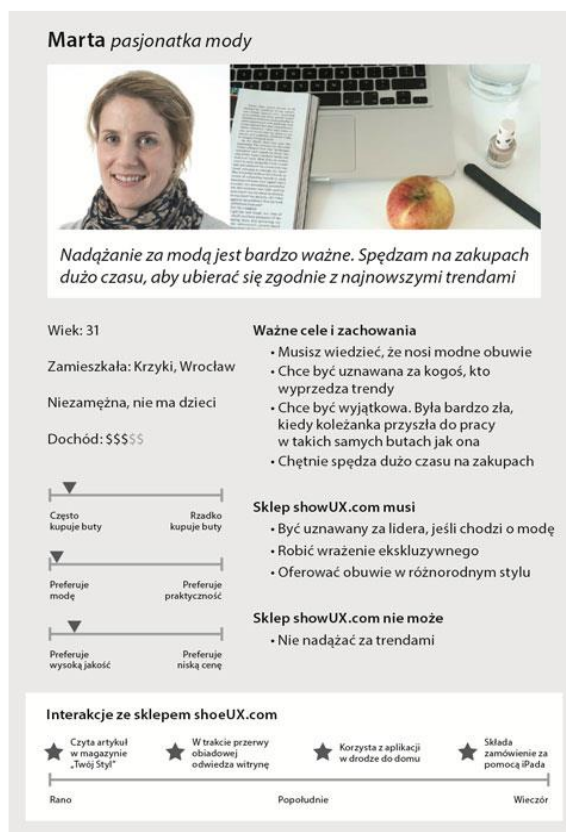 Marta pasjonatka mody
Nadążanie za modą jest bardzo ważne. Spędzam na zakupach
dużo czasu, aby ubierać się zgodnie z najnowszymi trendami
Wiek: 31
Zamieszkała: Krzyki, Wrocław
Niezamężna, nie ma dzieci
Dochód: $$$$$
Często
kupuje buty
Rzadko
kupuje buty
Preferuje
modę
Preferuje
praktyczność
Preferuje
wysoką jakość
Preferuje
niską cenę
Ważne cele i zachowania
• Musisz wiedzieć, że nosi modne obuwie
• Chce być uznawana za kogoś, kto
wyprzedza trendy
• Chce być wyjątkowa. Była bardzo zła,
kiedy koleżanka przyszła do pracy
w takich samych butach jak ona
• Chętnie spędza dużo czasu na zakupach
Sklep showUX.com musi
• Być uznawany za lidera, jeśli chodzi o modę
• Robić wrażenie ekskluzywnego
• Oferować obuwie w różnorodnym stylu
Sklep showUX.com nie może
• Nie nadążać za trendami
Interakcje ze sklepem shoeUX.com
Czyta artykuł
w magazynie
„Twój Styl”
W trakcie przerwy
obiadowej
odwiedza witrynę
Korzysta z aplikacji
w drodze do domu
Składa
zamówienie za
pomocą iPada
Rano
Popołudnie
Wieczór